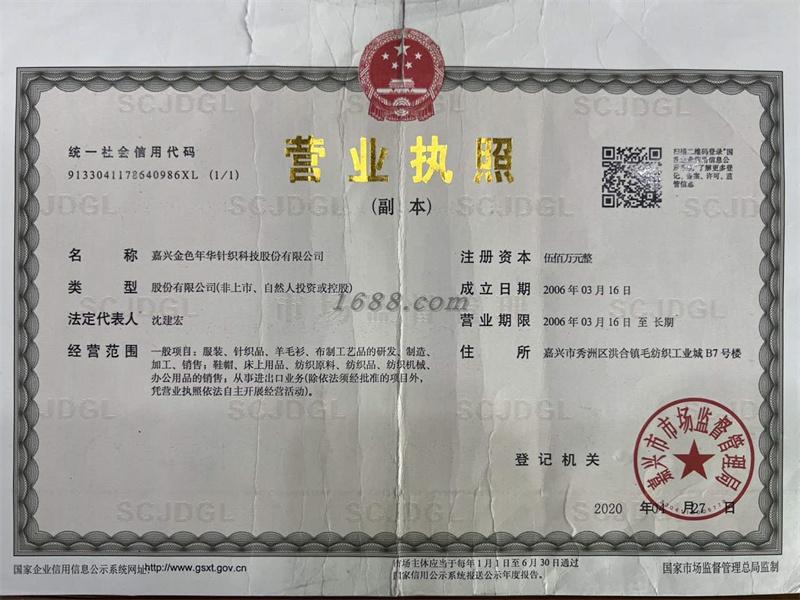 统一社会信用代码
9133041178640986XL (1/1)
营业执照
(副本)
扫描二维码登录“国
家企业信用信息公
示系统”了解更多登
记、备案、许可、监
管信息
名称 嘉兴金色年华针织科技股份有限公司
类型 股份有限公司(非上市、自然人投资或控股)
法定代表人 沈建宏
经营范围 一般项目：服装、针织品、羊毛衫、布制工艺品的研发、制造、
加工、销售；鞋帽、床上用品、纺织原料、纺织品、纺织机械、
办公用品的销售；从事进出口业务(除依法须经批准的项目外，
凭营业执照依法自主开展经营活动)。
注册资本 伍佰万元整
成立日期 2006年03月16日
营业期限 2006年03月16日至长期
住所 嘉兴市秀洲区洪合镇毛纺织工业城B7号楼
1688.com
登记机关
嘉兴市市场监督管理局
2020年04月27日
国家企业信用信息公示系统网址http://www.gsxt.gov.cn
市场主体应当于每年1月1日至6月30日通过
国家信用公示系统报送公示年度报告。
国家市场监督管理总局监制
SCJDGL